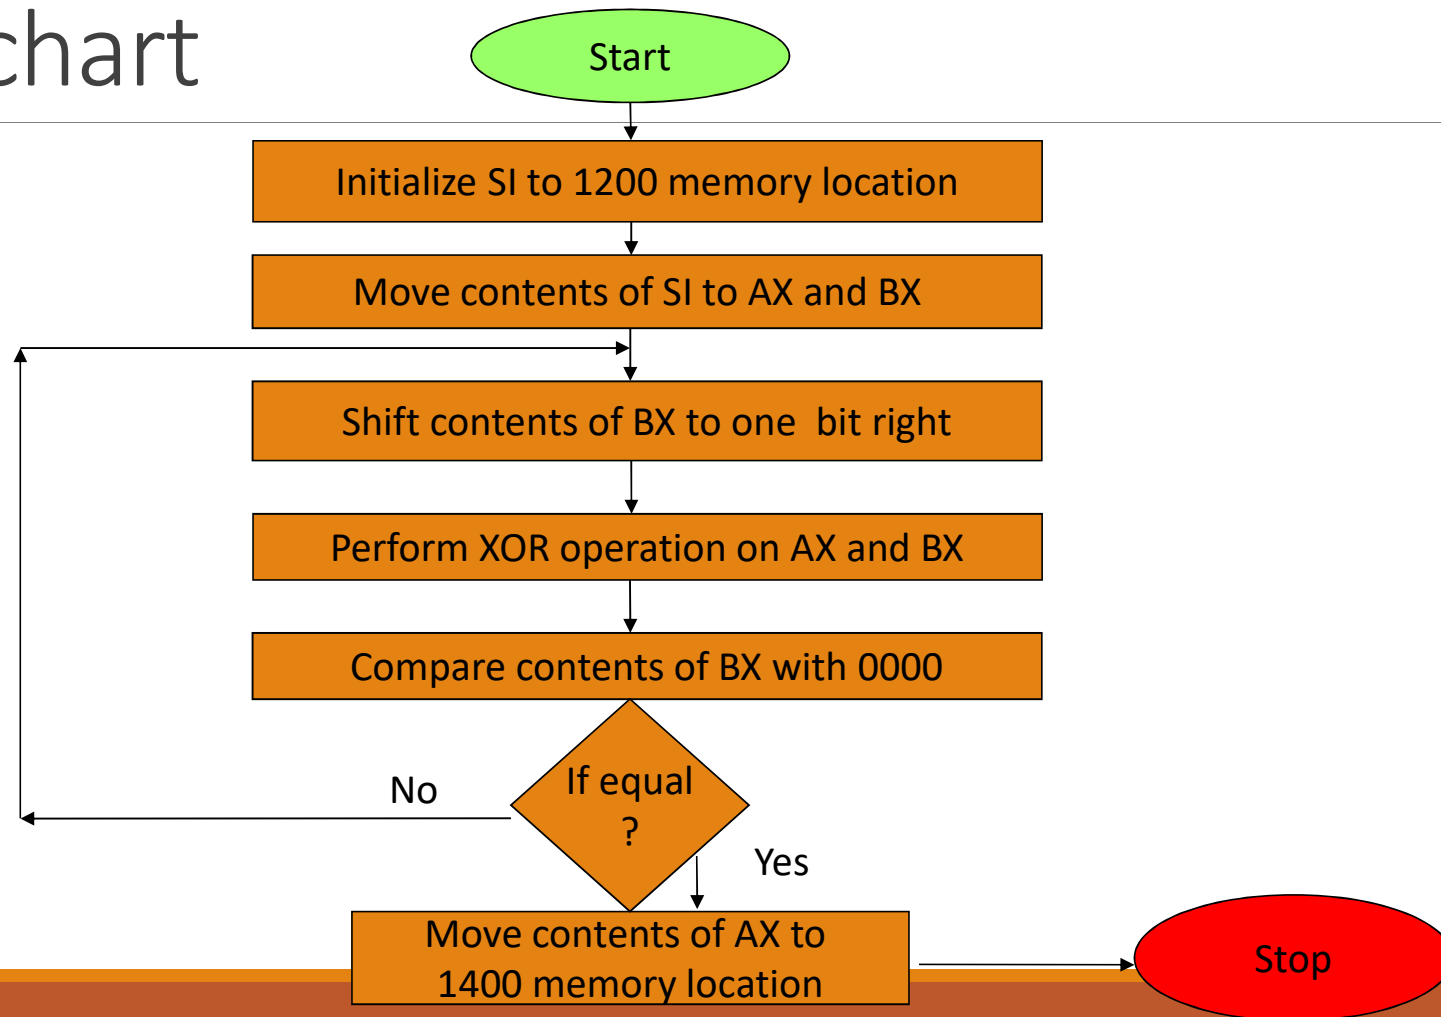 chart
Start
Initialize SI to 1200 memory location
Move contents of SI to AX and BX
Shift contents of BX to one  bit right
Perform XOR operation on AX and BX
Compare contents of BX with 0000
If equal
?
No
Yes
Move contents of AX to
1400 memory location
Stop